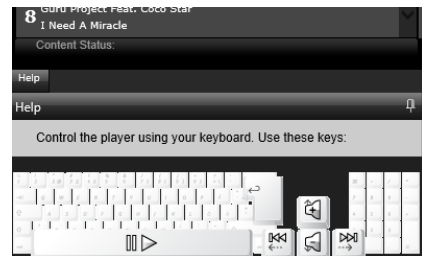 8 Guru Project Feat. Coco Star
I Need A Miracle
Content Status:
Help
Help
Control the player using your keyboard. Use these keys: